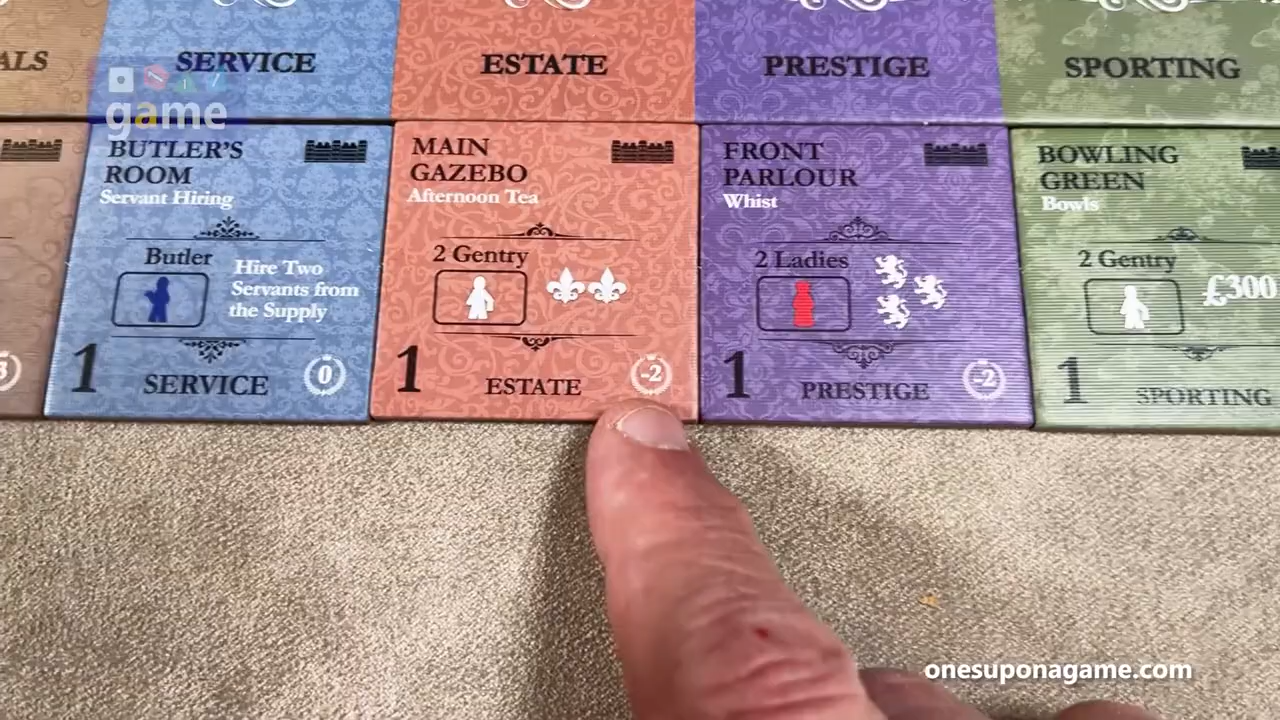 ALS
SERVICE
ESTATE
PRESTIGE
SPORTING
game
BUTLER'S
ROOM
Servant Hiring
Butler
Hire Two
Servants from
the Supply
1
SERVICE
0
MAIN
GAZEBO
Afternoon Tea
2 Gentry
1
ESTATE
-2
FRONT
PARLOUR
Whist
2 Ladies
1
PRESTIGE
-2
BOWLING
GREEN
Bowls
2 Gentry
£300
1
SPORTING
onesuponagame.com